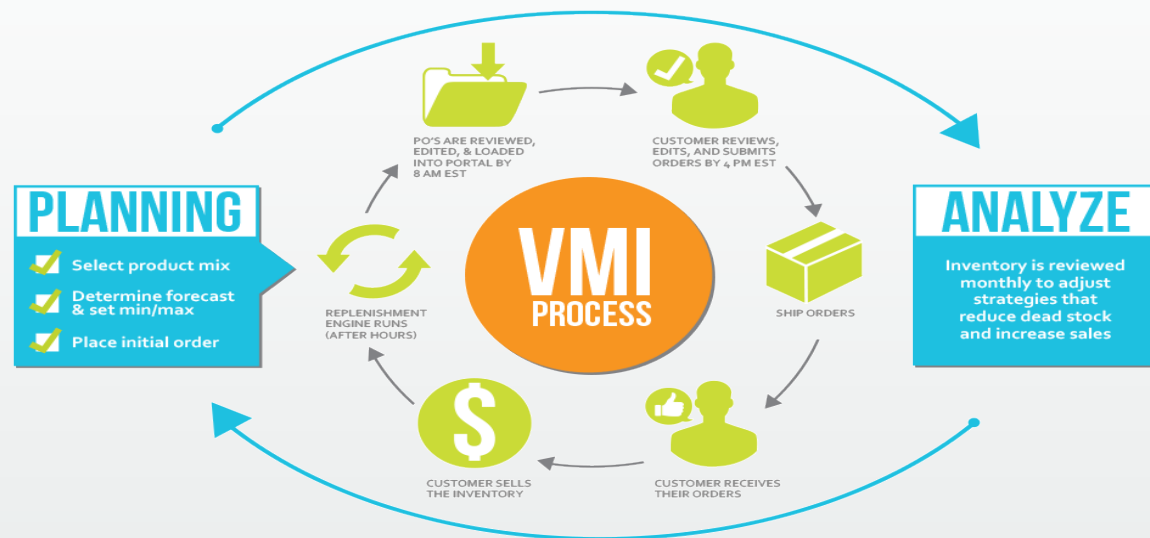 PO'S ARE REVIEWED,
EDITED, & LOADED
INTO PORTAL BY
8 AM EST
CUSTOMER REVIEWS,
EDITS, AND SUBMITS
ORDERS BY 4 PM EST
PLANNING
Select product mix
Determine forecast
& set min/max
Place initial order
REPLENISHMENT
ENGINE RUNS
(AFTER HOURS)
VMI
PROCESS
SHIP ORDERS
ANALYZE
Inventory is reviewed
monthly to adjust
strategies that
reduce dead stock
and increase sales
$
CUSTOMER SELLS
THE INVENTORY
CUSTOMER RECEIVES
THEIR ORDERS